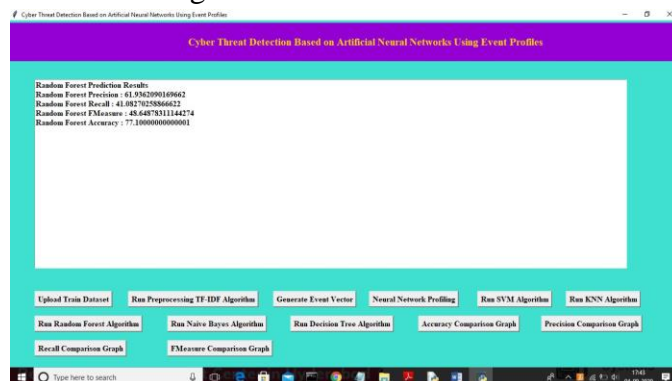 Cyber Threat Detection Based on Artificial Neural Networks Using Event Profiles
Cyber Threat Detection Based on Artificial Neural Networks Using Event Profiles
Random Forest Prediction Results
Random Forest Precision : 61.9362090169662
Random Forest Recall : 41.08270258866622
Random Forest FMeasure : 48.64878311144274
Random Forest Accuracy : 77.10000000000001
Upload Train Dataset Run Preprocessing TF-IDF Algorithm Generate Event Vector Neural Network Profiling Run SVM Algorithm Run KNN Algorithm
Run Random Forest Algorithm Run Naive Bayes Algorithm Run Decision Tree Algorithm Accuracy Comparison Graph Precision Comparison Graph
Recall Comparison Graph FMeasure Comparison Graph
Type here to search 17:43